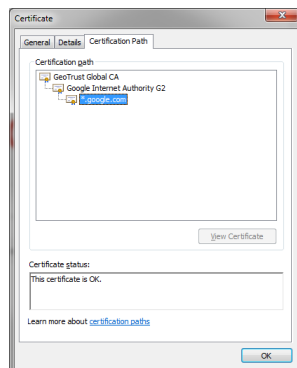 Certificate
General Details Certification Path
Certification path
GeoTrust Global CA
Google Internet Authority G2
*.google.com
View Certificate
Certificate status:
This certificate is OK.
Learn more about certification paths
OK